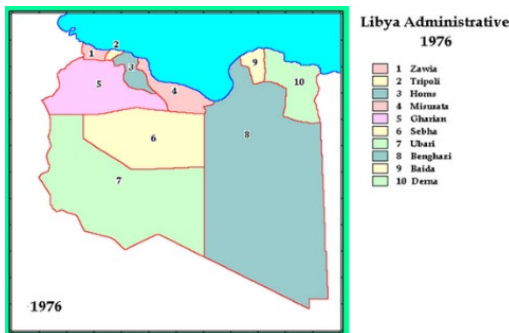 Libya Administrative
1976
1 Zawia
2 Tripoli
3 Homs
4 Misurata
5 Gharian
6 Sebha
7 Ubari
8 Benghazi
9 Baida
10 Derna
2
1
3
9
10
5
4
6
8
7
1976